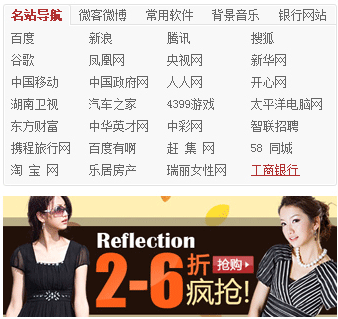 名站导航 微客微博 常用软件 背景音乐 银行网站
百度 新浪 腾讯 搜狐
谷歌 凤凰网 央视网 新华网
中国移动 中国政府网 人人网 开心网
湖南卫视 汽车之家 4399游戏 太平洋电脑网
东方财富 中华英才网 中彩网 智联招聘
携程旅行网 百度有啊 赶 集 网 58 同城
淘 宝 网 乐居房产 瑞丽女性网 工商银行
Reflection
2-6折 抢购
疯抢!